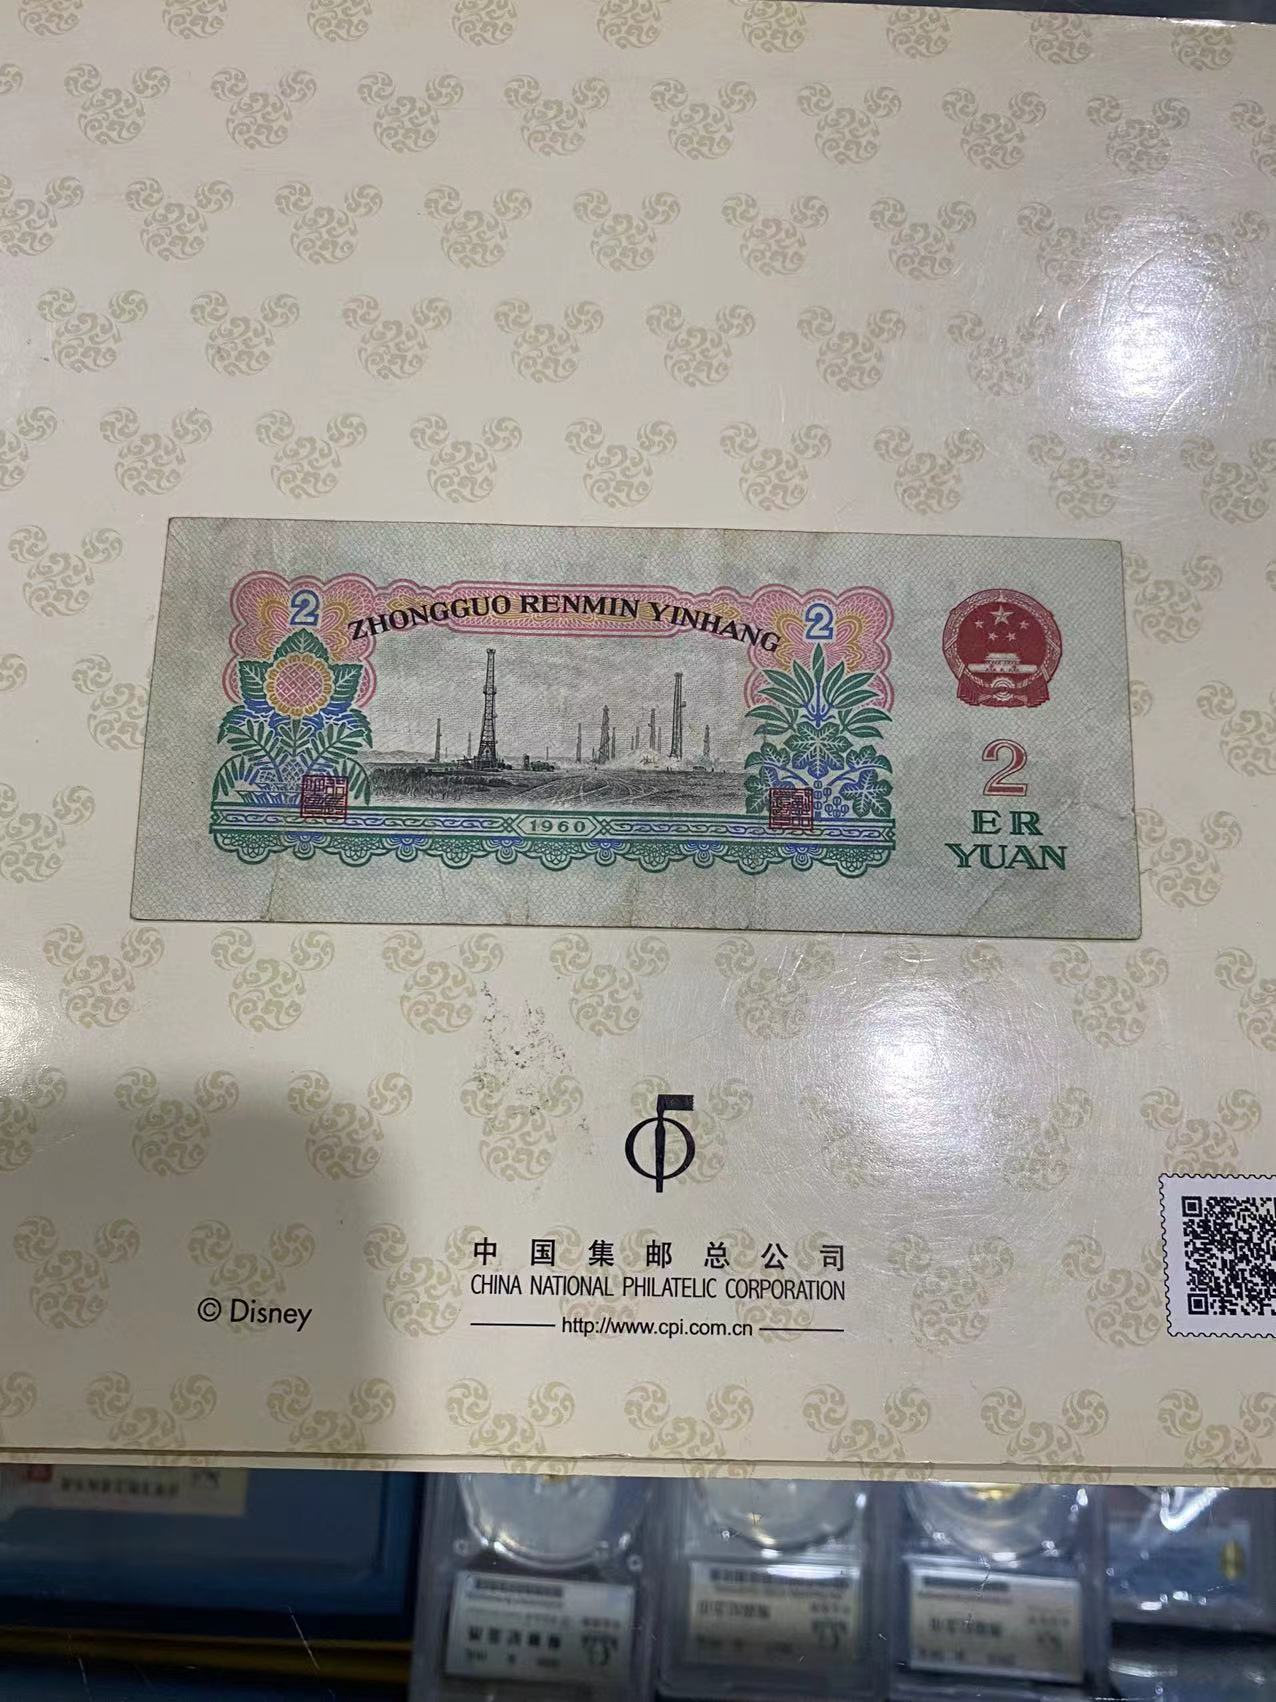 2
ZHONGGUO RENMIN YINHANG
2
1960
2
ER
YUAN
中国集邮总公司
CHINA NATIONAL PHILATELIC CORPORATION
http://www.cpi.com.cn
© Disney